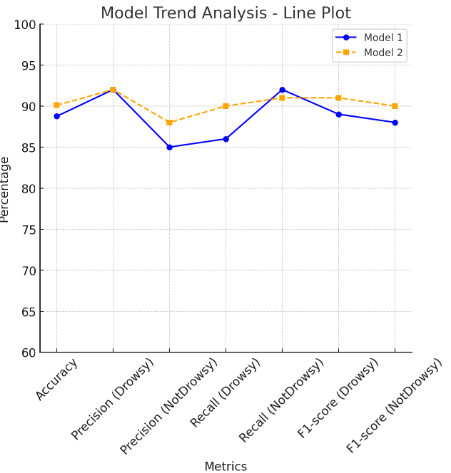 Model Trend Analysis - Line Plot
Model 1
Model 2
Percentage
100
95
90
85
80
75
70
65
60
Accuracy
Precision (Drowsy)
Precision (NotDrowsy)
Recall (Drowsy)
Recall (NotDrowsy)
F1-score (Drowsy)
F1-score (NotDrowsy)
Metrics